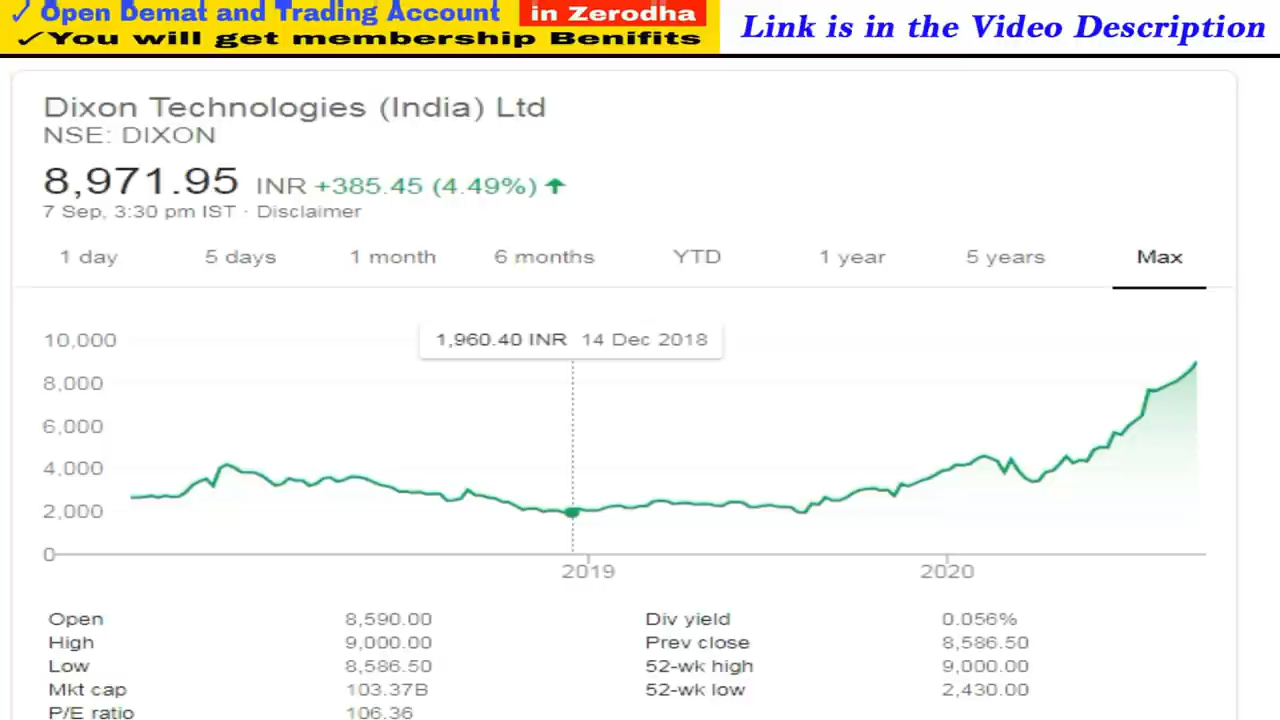 ✓ Open Demat and Trading Account in Zerodha
✓You will get membership Benifits
Link is in the Video Description
Dixon Technologies (India) Ltd
NSE: DIXON
8,971.95 INR +385.45 (4.49%) ↑
7 Sep, 3:30 pm IST · Disclaimer
1 day 5 days 1 month 6 months YTD 1 year 5 years Max
1,960.40 INR 14 Dec 2018
10,000
8,000
6,000
4,000
2,000
0
2019 2020
Open 8,590.00 Div yield 0.056%
High 9,000.00 Prev close 8,586.50
Low 8,586.50 52-wk high 9,000.00
Mkt cap 103.37B 52-wk low 2,430.00
P/E ratio 106.36